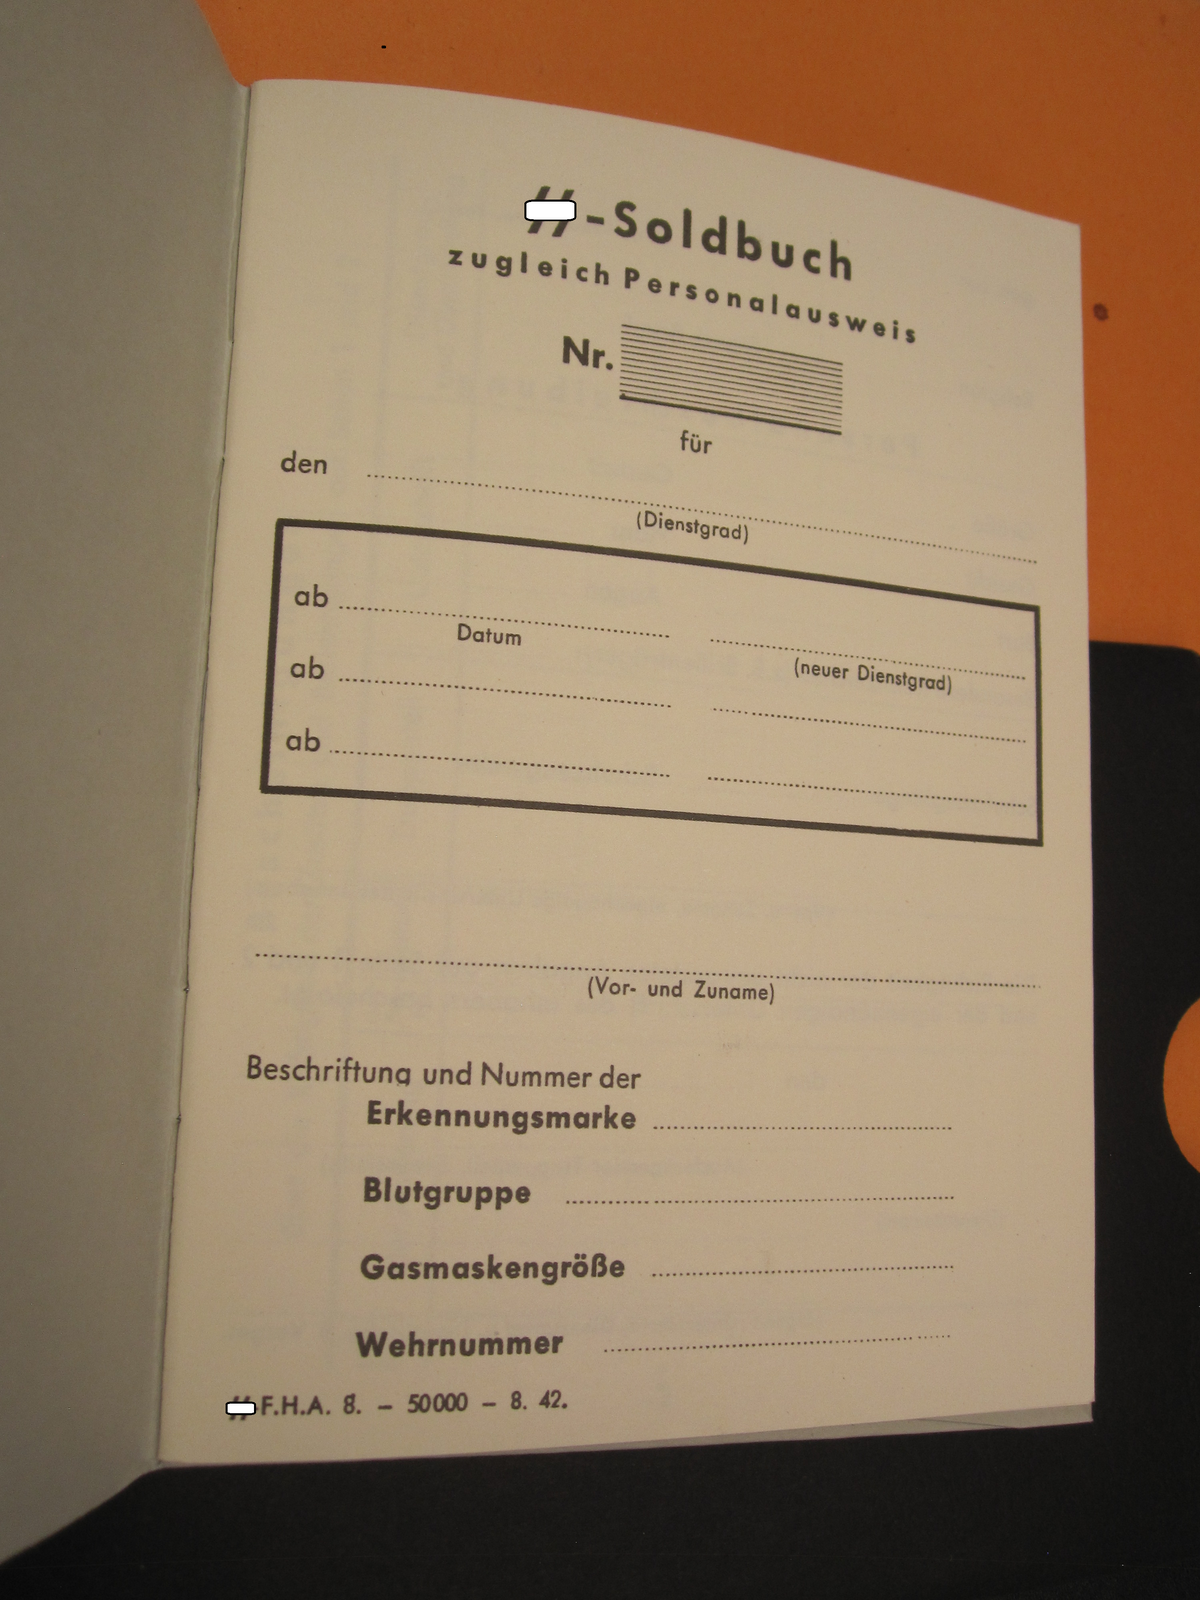 -Soldbuch
zugleich Personalausweis
Nr.
für
den
(Dienstgrad)
ab
Datum
(neuer Dienstgrad)
ab
ab
(Vor- und Zuname)
Beschriftung und Nummer der
Erkennungsmarke
Blutgruppe
Gasmaskengröße
Wehrnummer
F.H.A. 8. – 50000 – 8. 42.